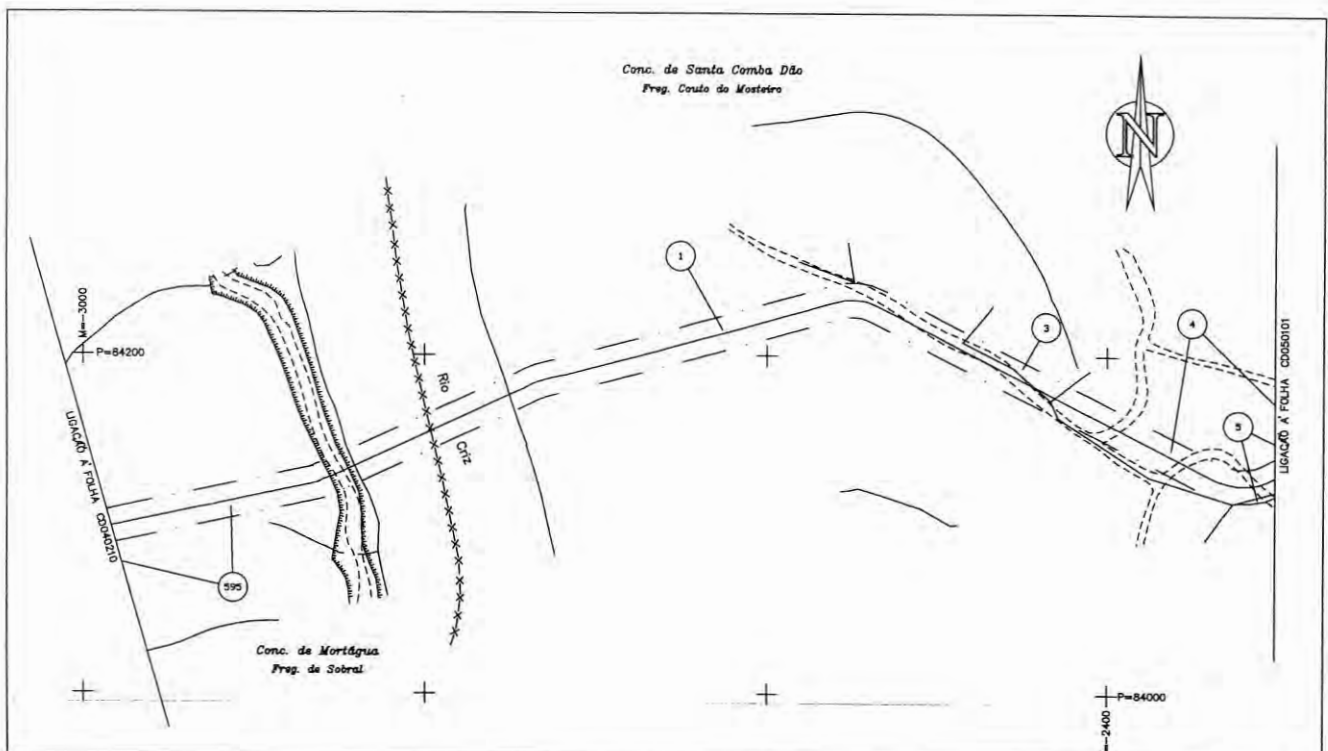 Conc. de Santa Comba Dão
Freg. Couto do Mosteiro
N
1
M=-3000
3
4
P=84200
Rio
LIGAÇÃO A' FOLHA CD050101
LIGAÇÃO A' FOLHA CD040210
5
Criz
595
Conc. de Mortágua
Freg. de Sobral
P=84000
=-2400